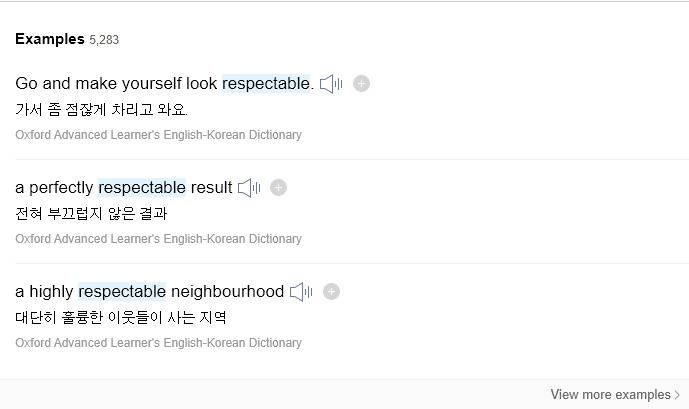 Examples 5,283
Go and make yourself look respectable.
가서 좀 점잖게 차리고 와요.
Oxford Advanced Learner's English-Korean Dictionary
a perfectly respectable result
전혀 부끄럽지 않은 결과
Oxford Advanced Learner's English-Korean Dictionary
a highly respectable neighbourhood
대단히 훌륭한 이웃들이 사는 지역
Oxford Advanced Learner's English-Korean Dictionary
View more examples